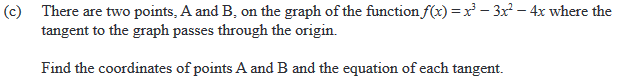 (c) There are two points, A and B, on the graph of the function f(x) = x³ – 3x² – 4x where the
tangent to the graph passes through the origin.
Find the coordinates of points A and B and the equation of each tangent.